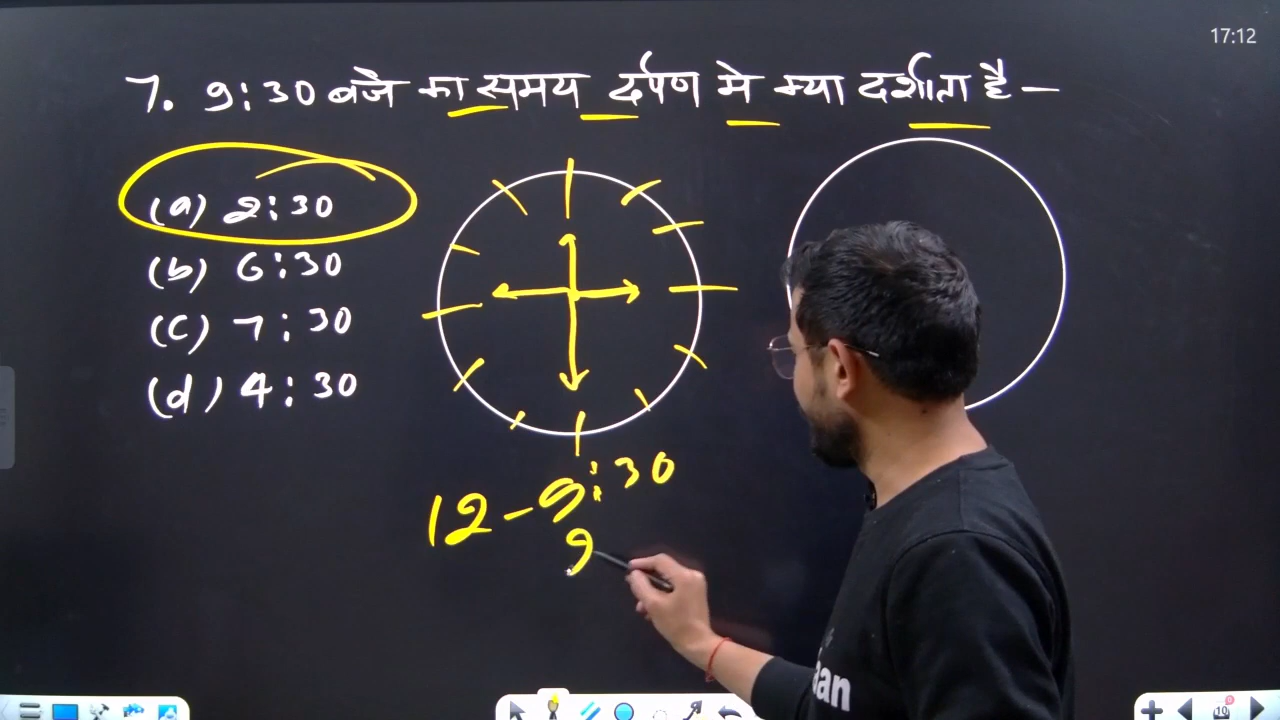 17:12
7. 9:30 बजे का समय दर्पण मे क्या दर्शाता है-
(a) 2:30
(b) 6:30
(c) 7:30
(d) 4:30
12-9:30
9